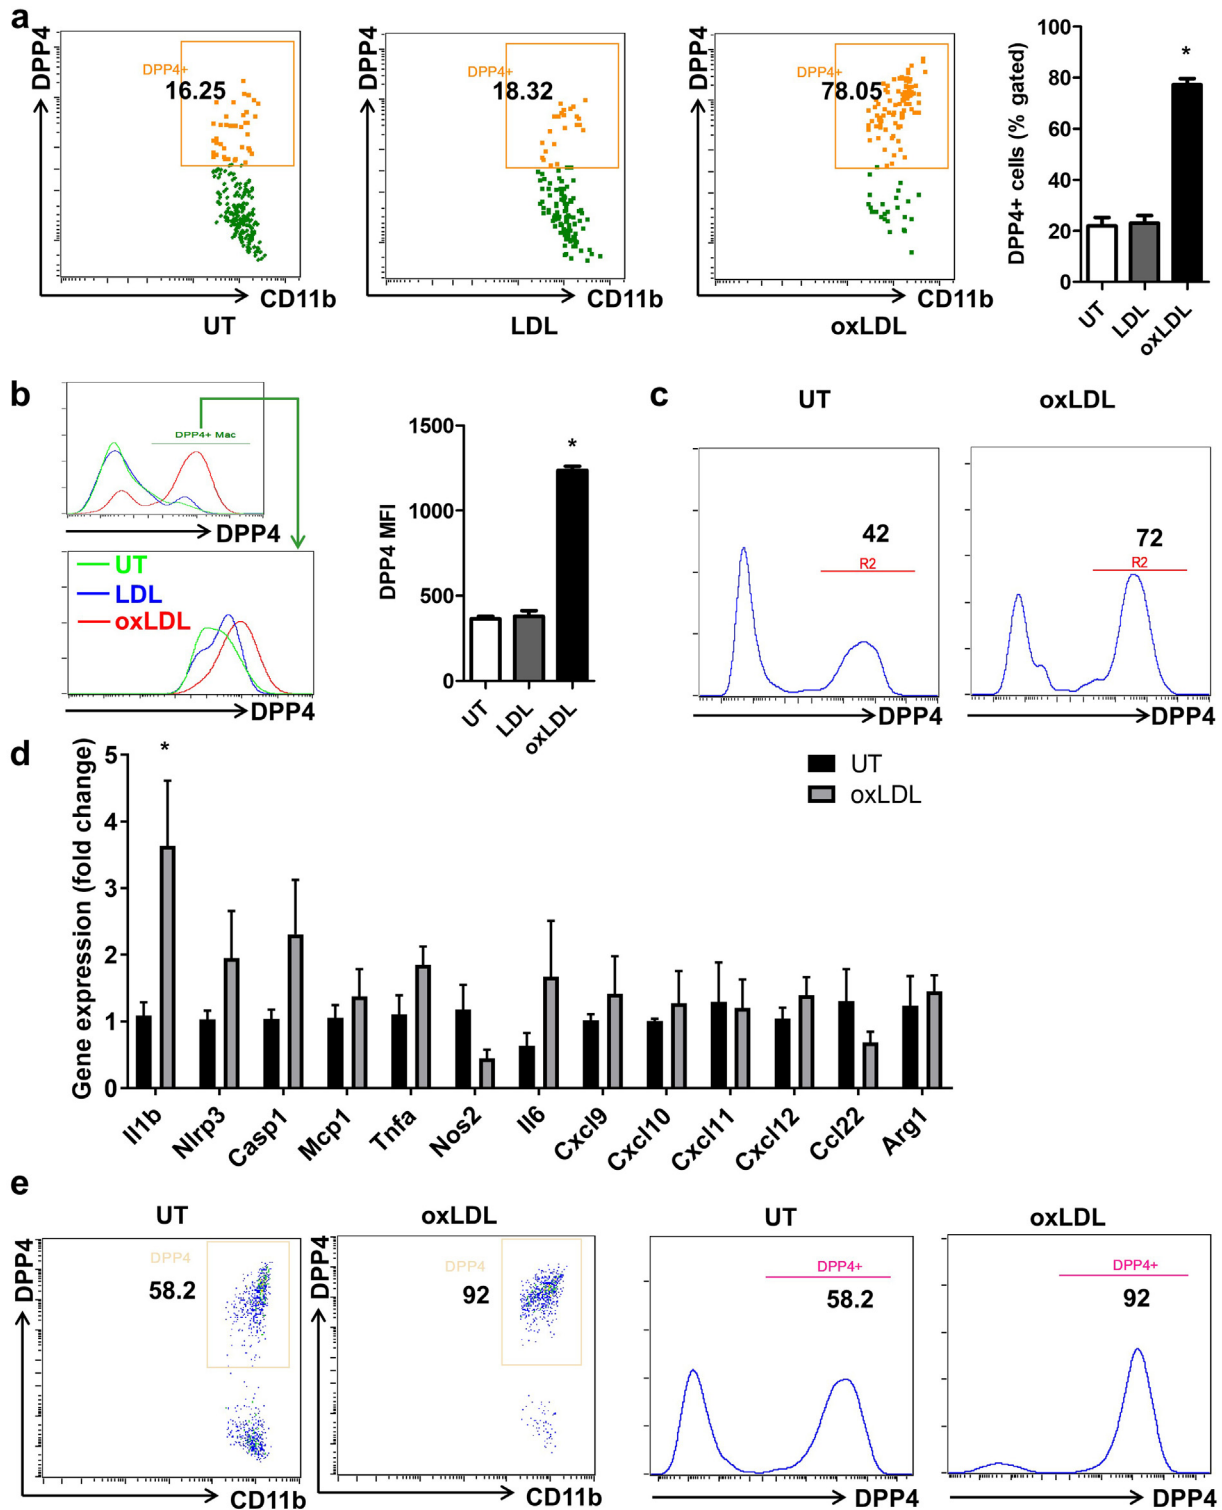 a
DPP4
DPP4+
16.25
CD11b
UT
DPP4
DPP4+
18.32
CD11b
LDL
DPP4
DPP4+
78.05
CD11b
oxLDL
DPP4+ cells (% gated)
100
80
60
40
20
0
UT
LDL
oxLDL
*
b
DPP4+ Mac
DPP4
UT
LDL
oxLDL
DPP4
DPP4 MFI
1500
1000
500
0
UT
LDL
oxLDL
*
c
UT
42
R2
DPP4
oxLDL
72
R2
DPP4
d
UT
oxLDL
Gene expression (fold change)
5
4
3
2
1
0
*
Il1b
Nlrp3
Casp1
Mcp1
Tnfa
Nos2
Il6
Cxcl9
Cxcl10
Cxcl11
Cxcl12
Ccl22
Arg1
e
UT
DPP4
DPP4
58.2
CD11b
oxLDL
DPP4
DPP4
92
CD11b
UT
DPP4+
58.2
DPP4
oxLDL
DPP4+
92
DPP4